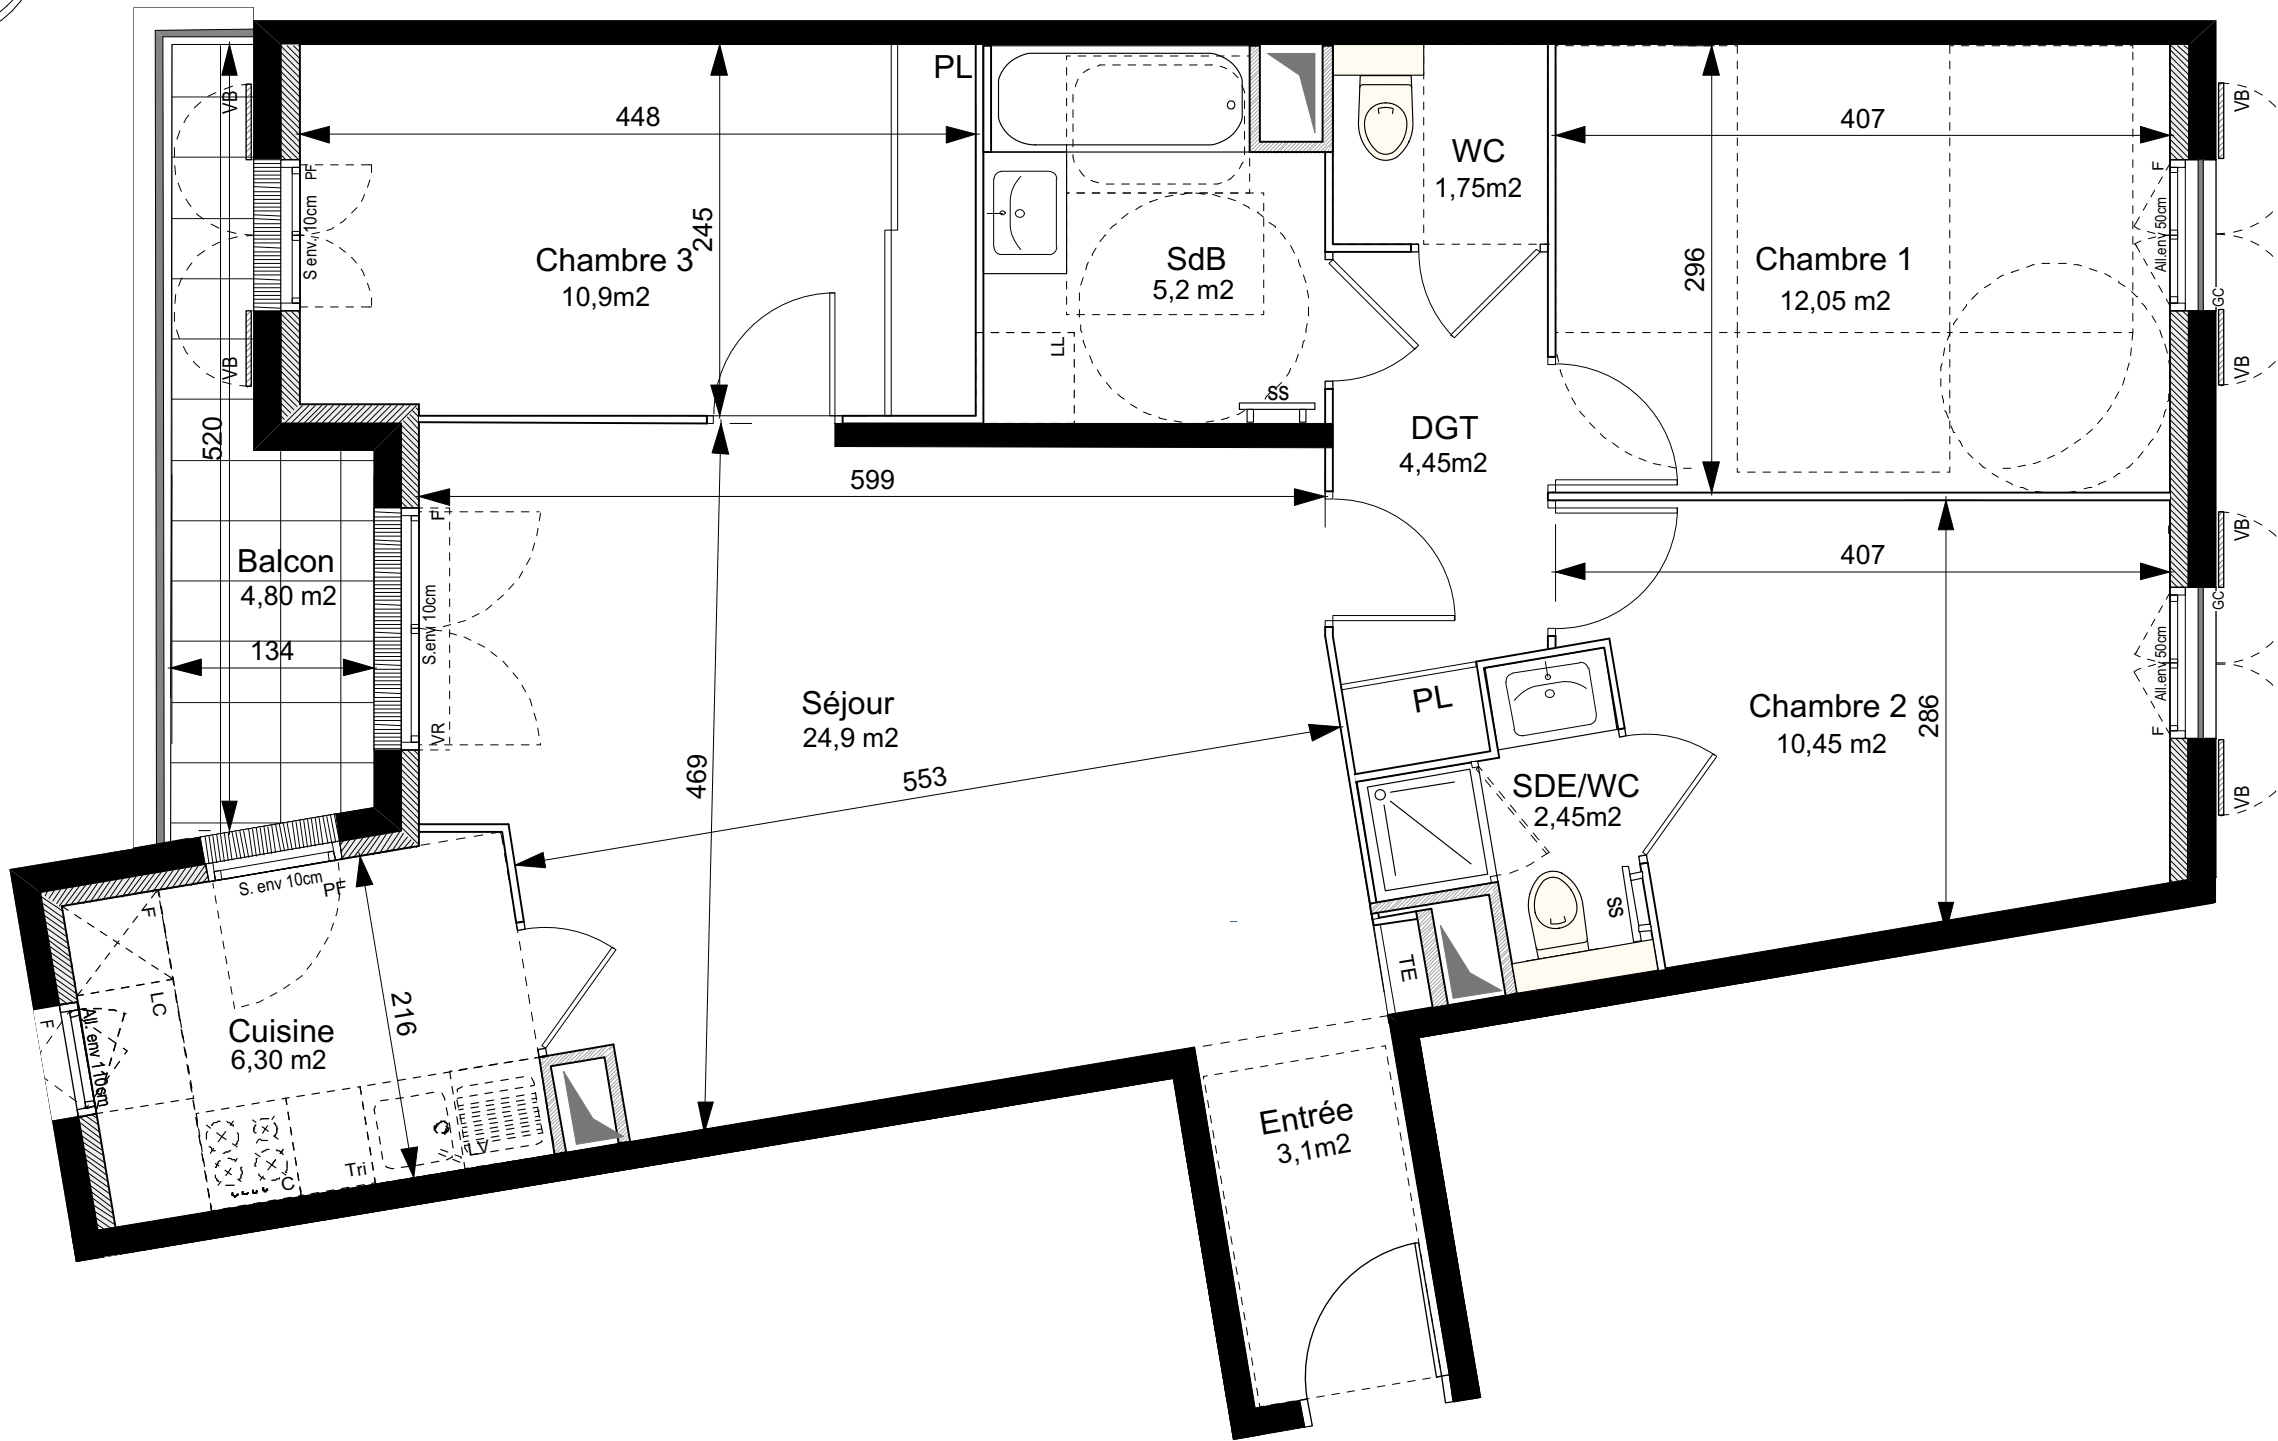 PL
VB
VB
448
407
WC
1,75m2
PF
S env. 10cm
F
All.env 50cm
245
Chambre 3
10,9m2
SdB
5,2 m2
296
Chambre 1
12,05 m2
GC
LL
VB
VB
SS
520
DGT
4,45m2
599
F
VB
Balcon
4,80 m2
407
S.env 10cm
GC
134
All.env 50cm
Séjour
24,9 m2
PL
Chambre 2
10,45 m2
286
VR
F
469
553
SDE/WC
2,45m2
VB
S. env 10cm
PF
F
SS
TE
LC
216
Cuisine
6,30 m2
F
All. env 110cm
Entrée
3,1m2
LV
Tri
C